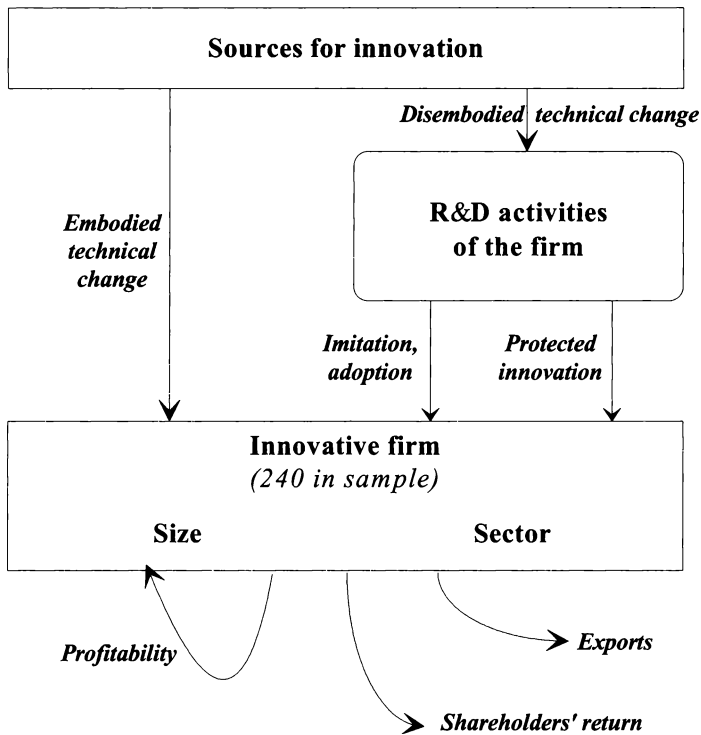 Sources for innovation
Disembodied technical change
R&D activities
of the firm
Embodied
technical
change
Imitation,
adoption
Protected
innovation
Innovative firm
(240 in sample)
Size
Sector
Profitability
Exports
Shareholders' return